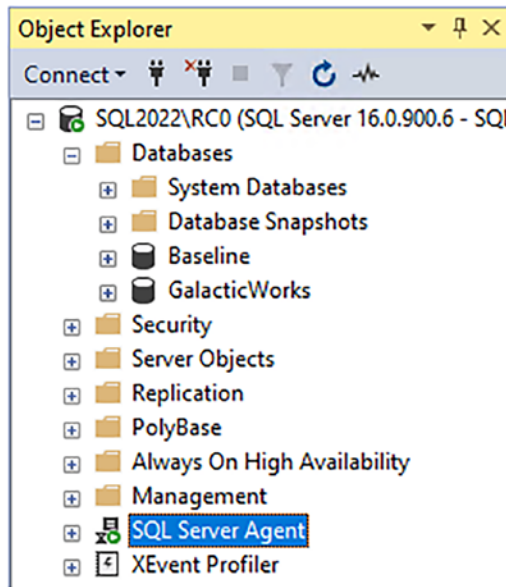 Object Explorer
Connect
SQL2022\RC0 (SQL Server 16.0.900.6 - SQL
Databases
System Databases
Database Snapshots
Baseline
GalacticWorks
Security
Server Objects
Replication
PolyBase
Always On High Availability
Management
SQL Server Agent
XEvent Profiler